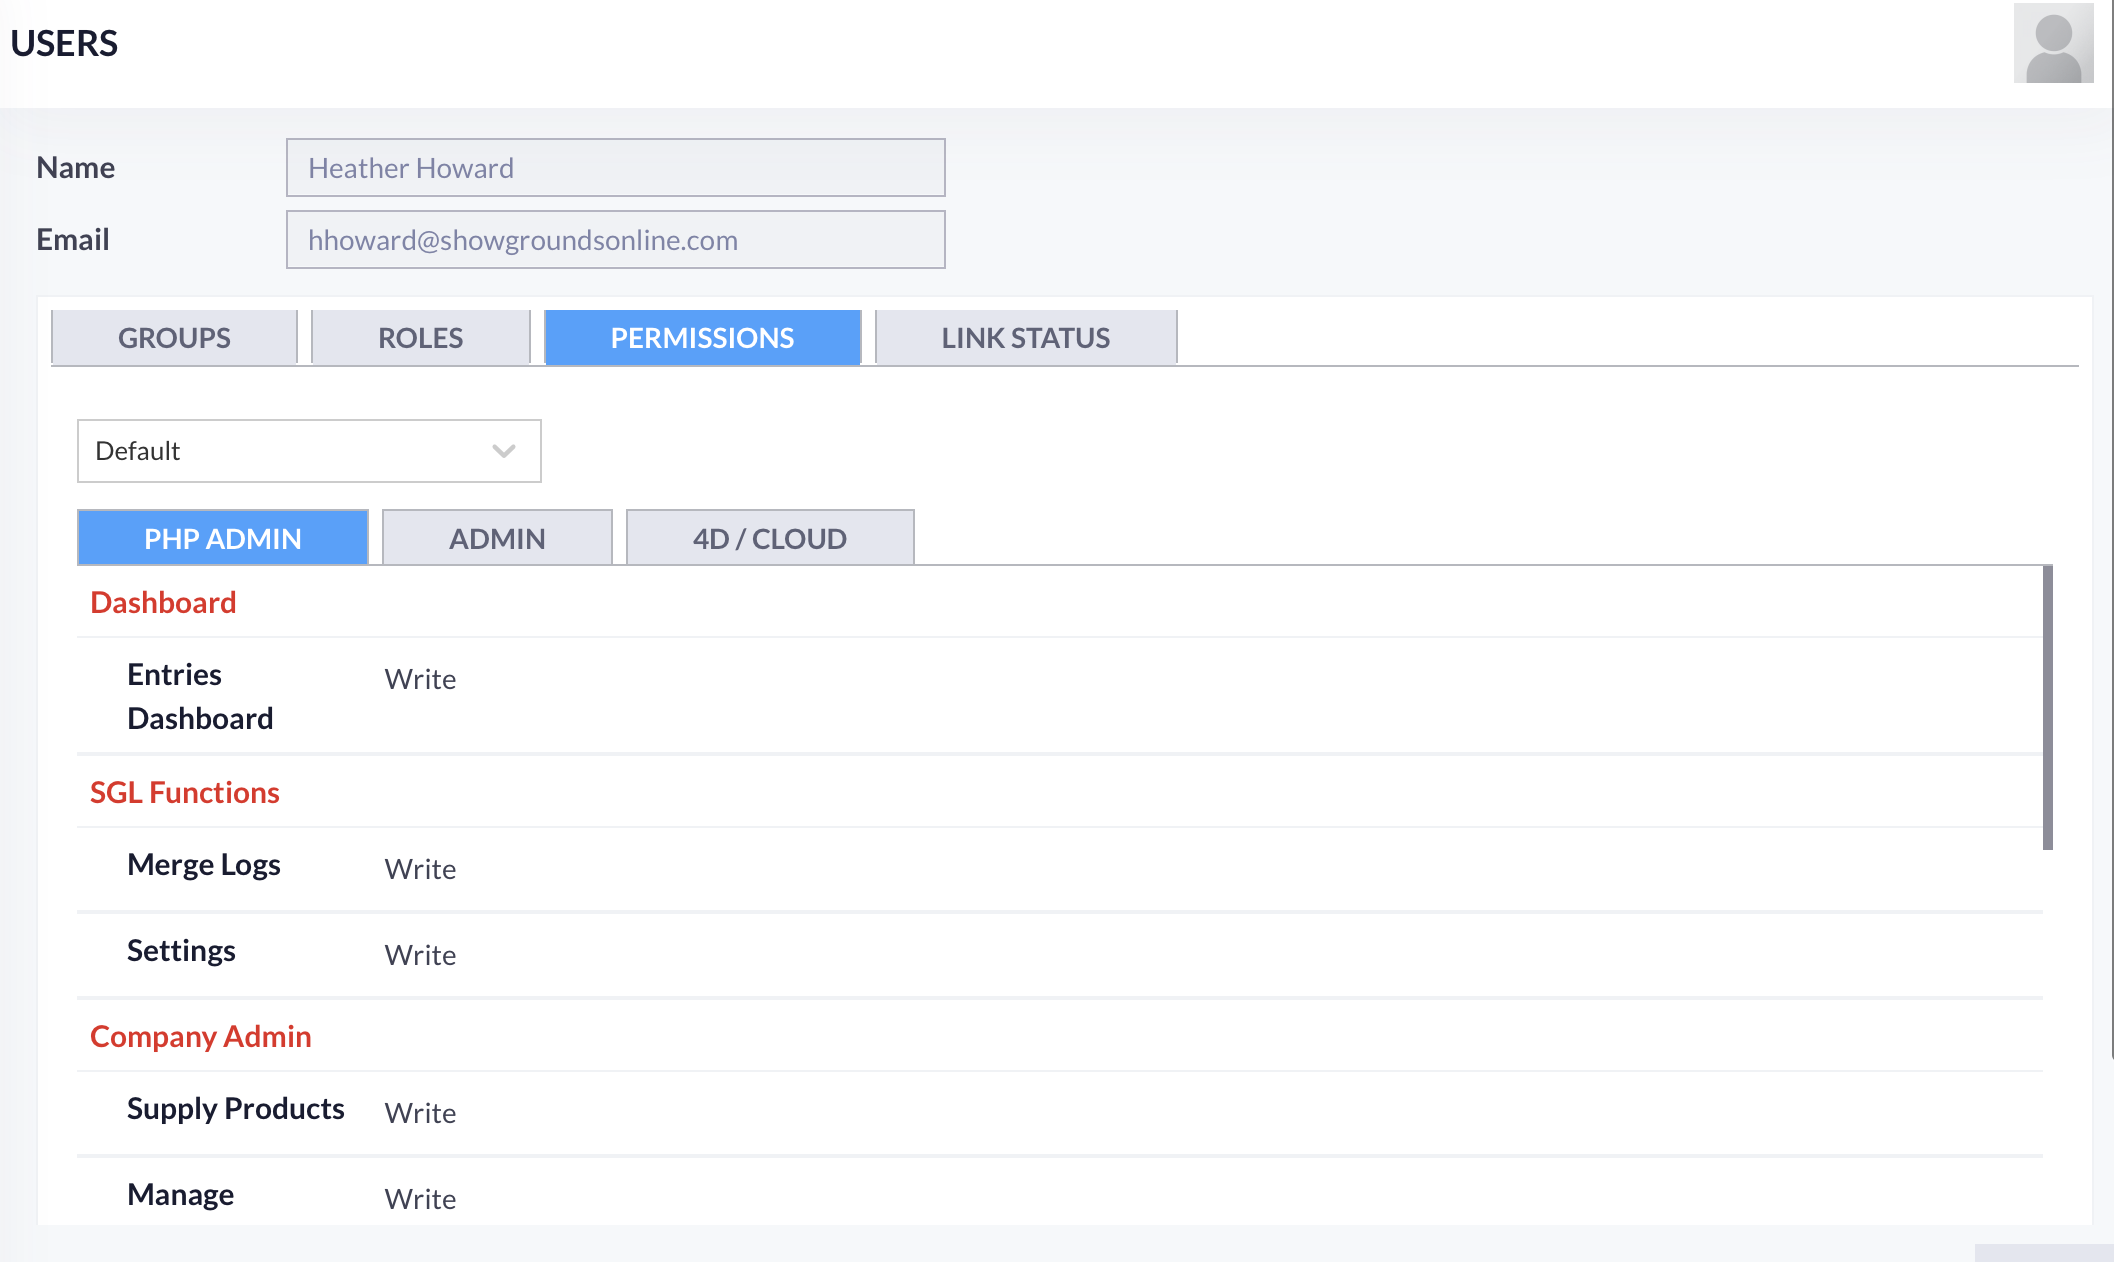 USERS
Name
Heather Howard
Email
hhoward@showgroundsonline.com
GROUPS ROLES PERMISSIONS LINK STATUS
Default
PHP ADMIN ADMIN 4D / CLOUD
Dashboard
Entries Dashboard Write
SGL Functions
Merge Logs Write
Settings Write
Company Admin
Supply Products Write
Manage Write